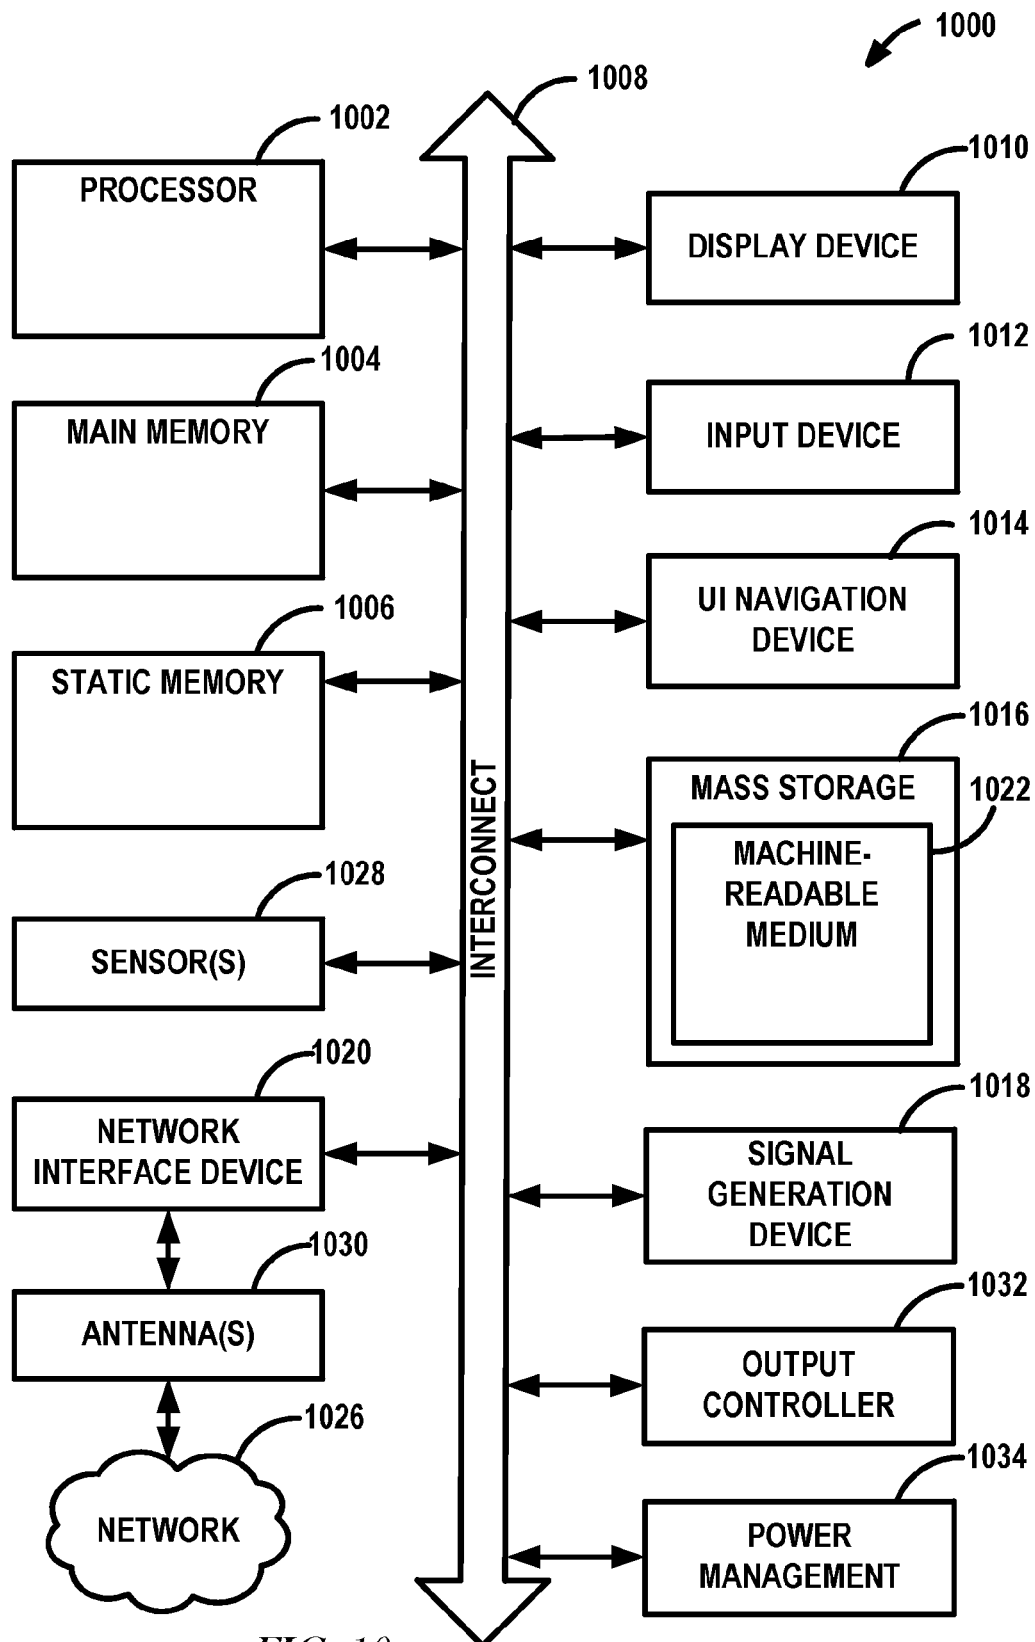 1000
1008
1002
PROCESSOR
1010
DISPLAY DEVICE
1004
MAIN MEMORY
1012
INPUT DEVICE
1006
STATIC MEMORY
1014
UI NAVIGATION
DEVICE
INTERCONNECT
1016
MASS STORAGE
1022
MACHINE-
READABLE
MEDIUM
1028
SENSOR(S)
1020
NETWORK
INTERFACE DEVICE
1018
SIGNAL
GENERATION
DEVICE
1030
ANTENNA(S)
1032
OUTPUT
CONTROLLER
1026
NETWORK
1034
POWER
MANAGEMENT
FIG. 10